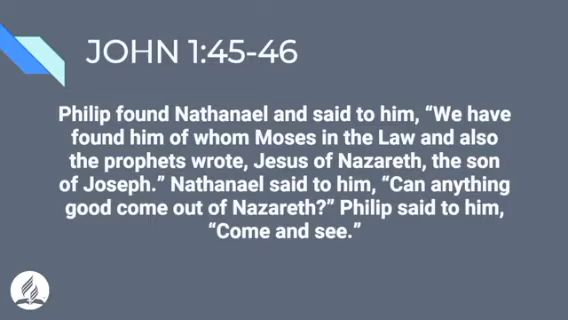 JOHN 1:45-46
Philip found Nathanael and said to him, “We have
found him of whom Moses in the Law and also
the prophets wrote, Jesus of Nazareth, the son
of Joseph.” Nathanael said to him, “Can anything
good come out of Nazareth?” Philip said to him,
“Come and see.”